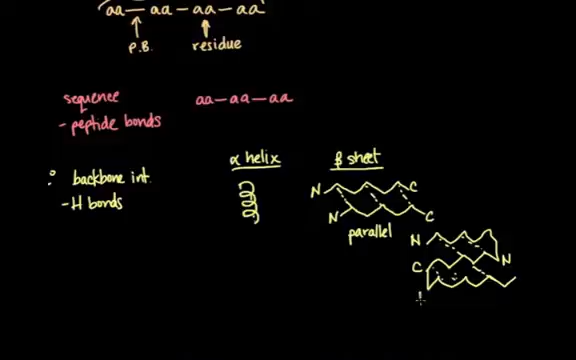 aa — aa — aa — aa
P.B.
residue
sequence
aa — aa — aa
- peptide bonds
α helix
β sheet
: backbone int.
- H bonds
N C
N C
parallel
N
C N